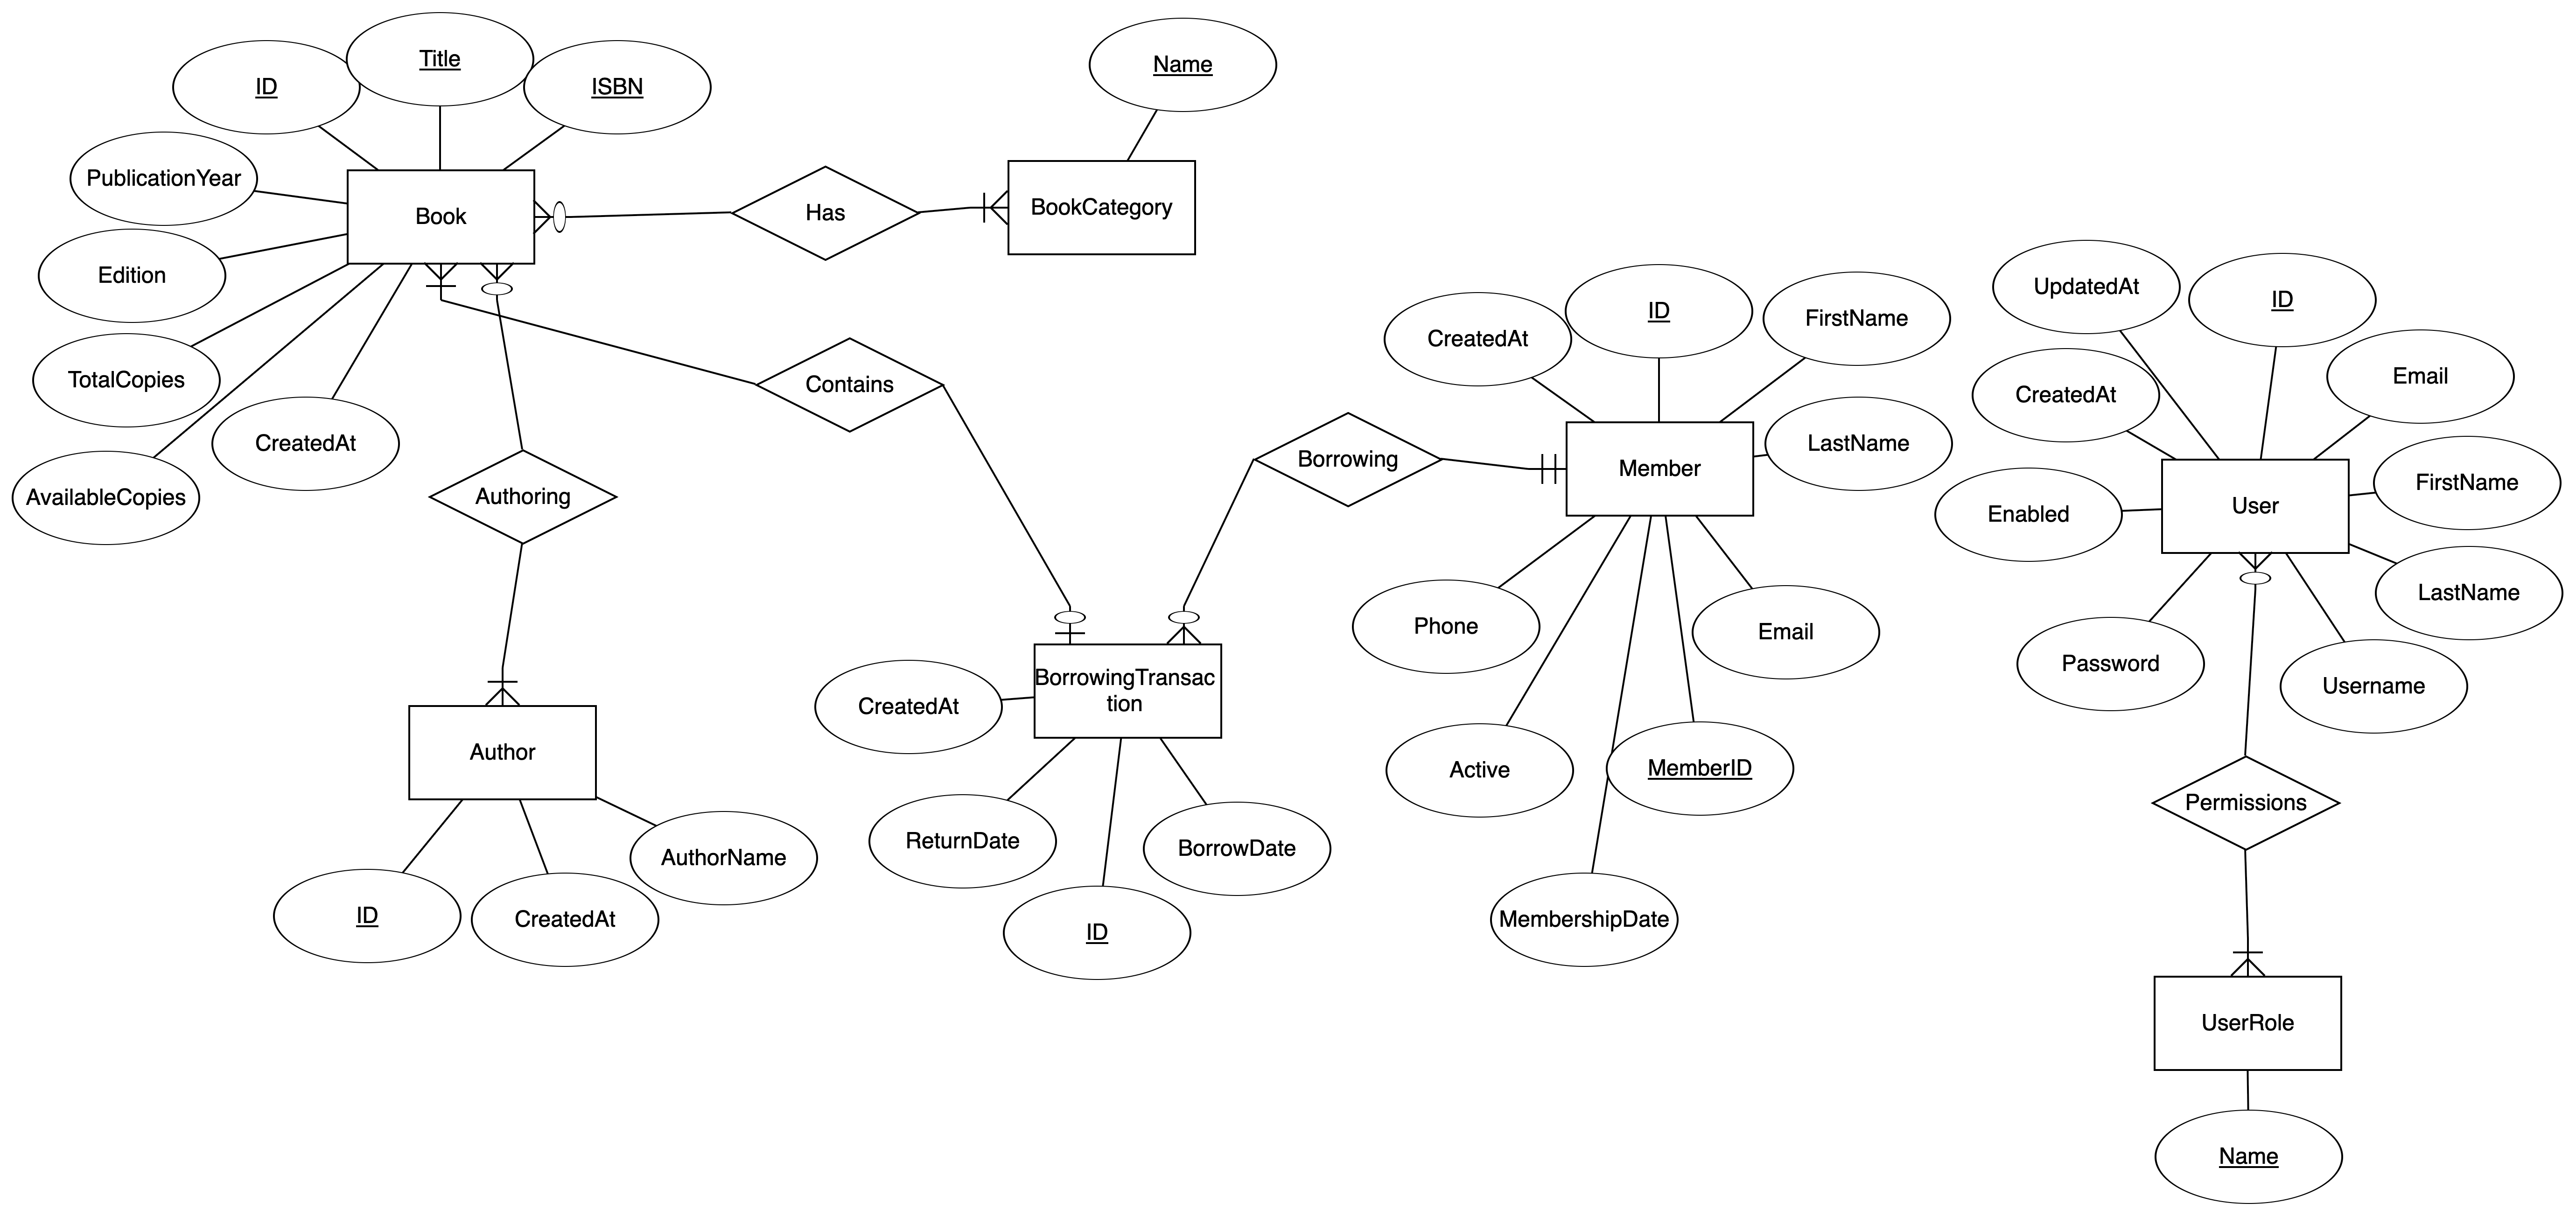 Title
ID
ISBN
PublicationYear
Book
Edition
TotalCopies
AvailableCopies
CreatedAt
Has
Name
BookCategory
Contains
Authoring
Author
ID
CreatedAt
AuthorName
Borrowing
BorrowingTransac
tion
CreatedAt
ReturnDate
ID
BorrowDate
CreatedAt
ID
FirstName
LastName
Member
Phone
Email
Active
MemberID
MembershipDate
UpdatedAt
ID
CreatedAt
Email
Enabled
User
FirstName
LastName
Password
Username
Permissions
UserRole
Name